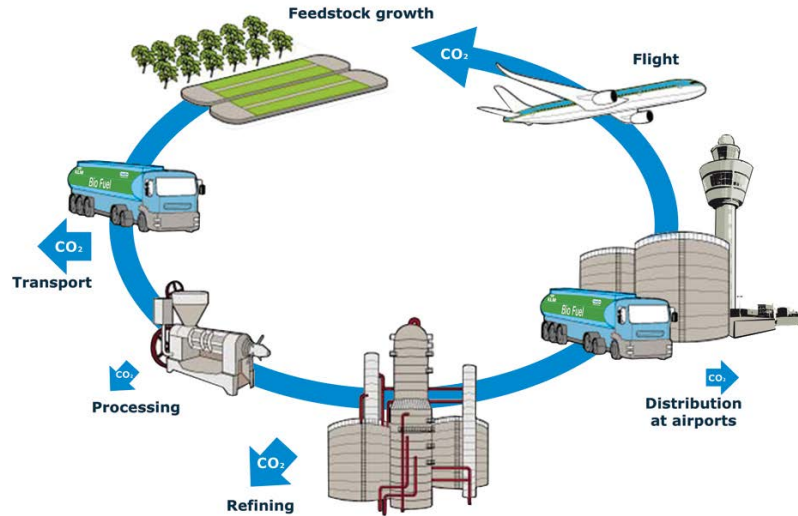 Feedstock growth
CO₂
Flight
Bio Fuel
CO₂
Transport
CO₂
Processing
CO₂
Refining
Bio Fuel
CO₂
Distribution
at airports